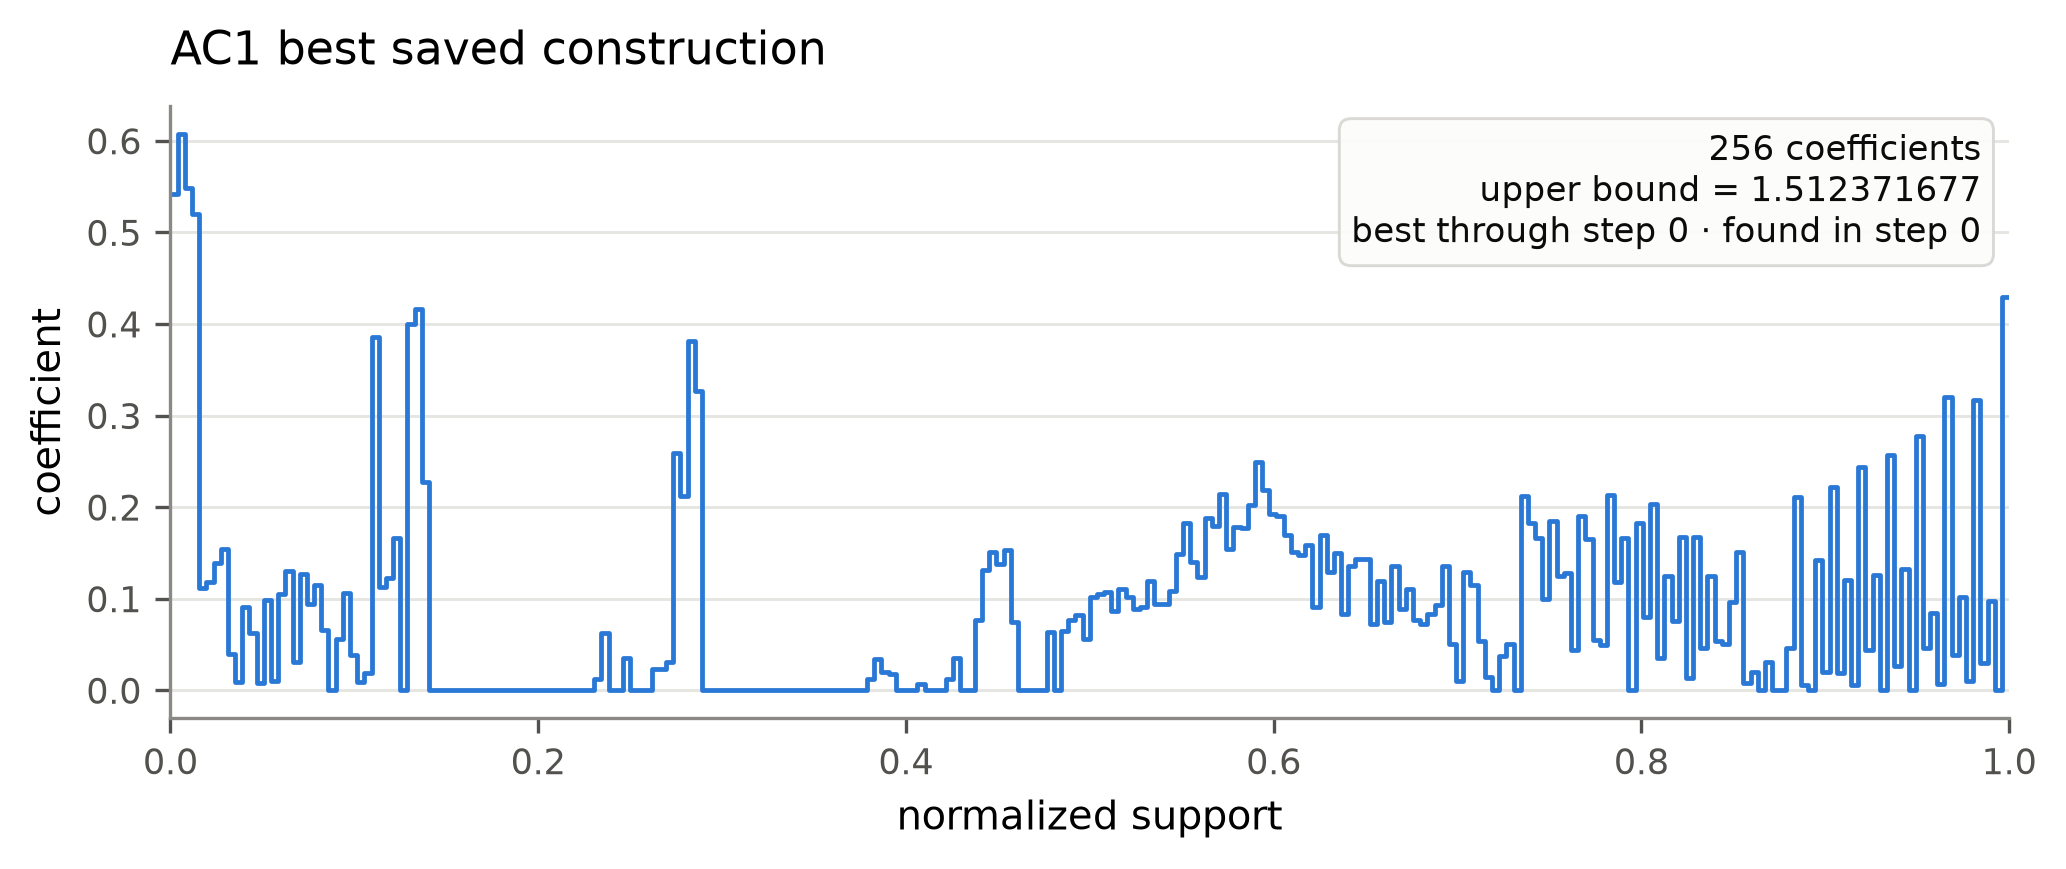 AC1 best saved construction
256 coefficients
upper bound = 1.512371677
best through step 0 · found in step 0
coefficient
0.6
0.5
0.4
0.3
0.2
0.1
0.0
0.0 0.2 0.4 0.6 0.8 1.0
normalized support